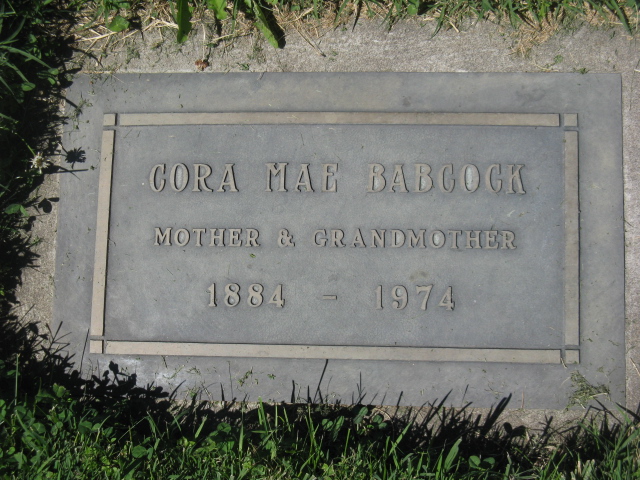 CORA MAE BABCOCK
MOTHER & GRANDMOTHER
1884 - 1974